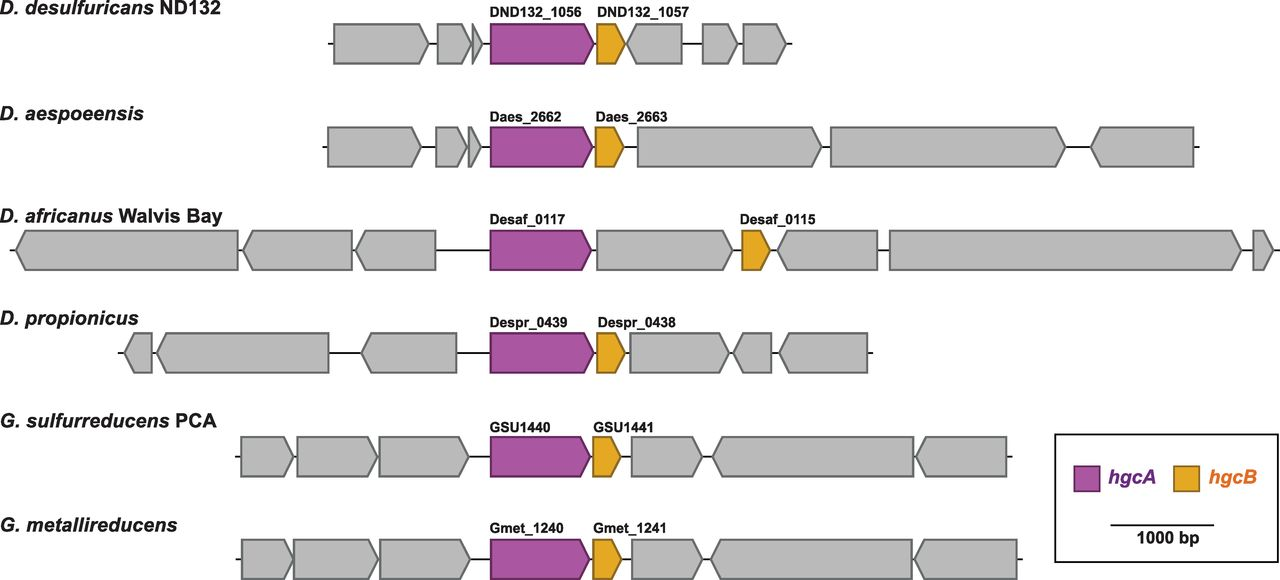 D. desulfuricans ND132
DND132_1056 DND132_1057
D. aespoeensis
Daes_2662 Daes_2663
D. africanus Walvis Bay
Desaf_0117 Desaf_0115
D. propionicus
Despr_0439 Despr_0438
G. sulfurreducens PCA
GSU1440 GSU1441
G. metallireducens
Gmet_1240 Gmet_1241
hgcA hgcB
1000 bp